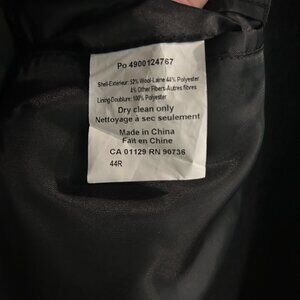 Po 4900124767
Shell-Exterieur: 52% Wool-Laine 44% Polyester
4% Other Fibers-Autres fibres
Lining-Doublure: 100% Polyester
Dry clean only
Nettoyage à sec seulement
Made in China
Fait en Chine
CA 01129 RN 90736
44R